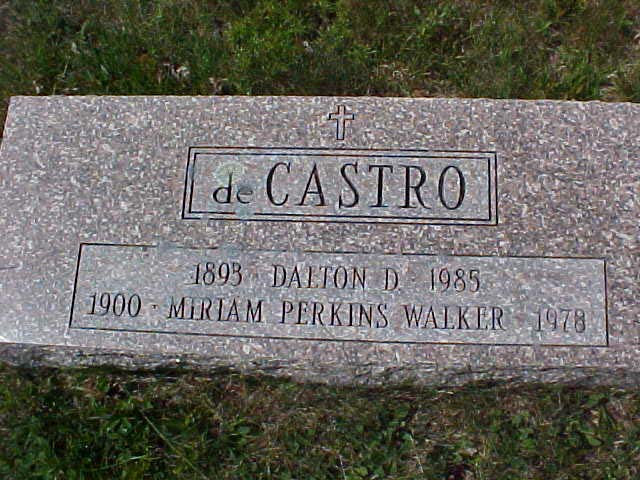 de CASTRO
1893 · DALTON D · 1985
1900 · MIRIAM PERKINS WALKER · 1978